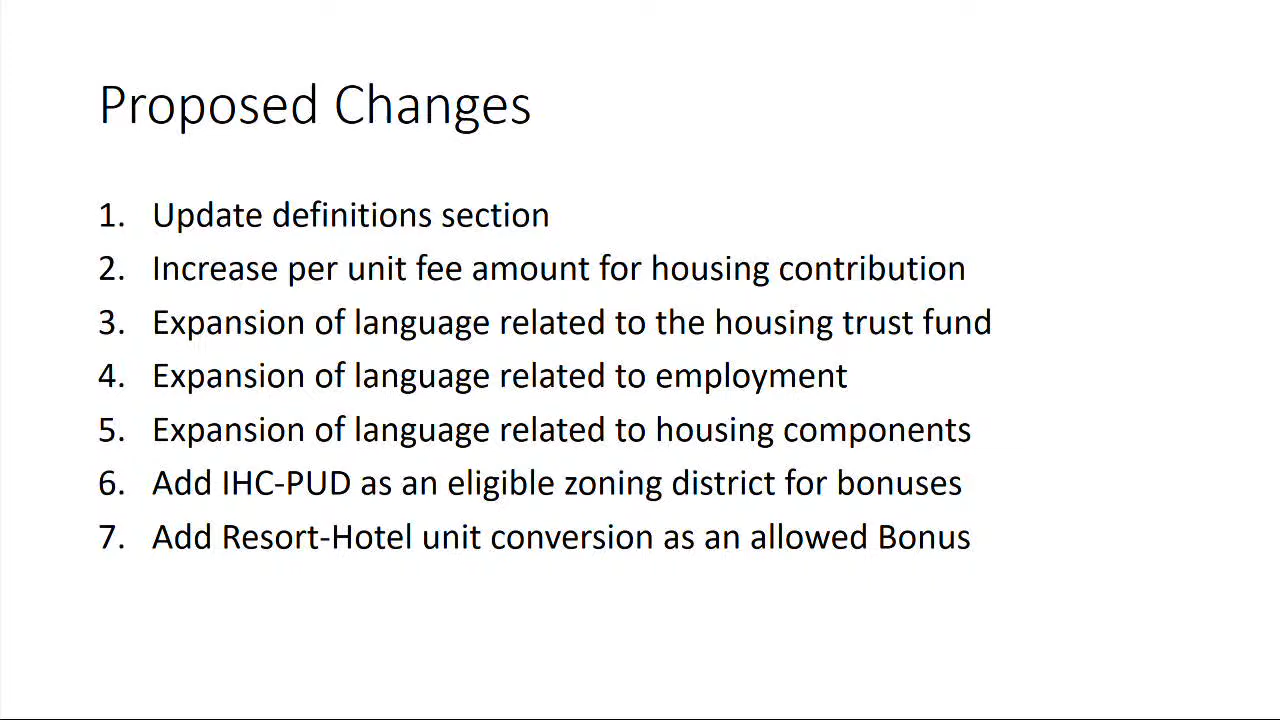 Proposed Changes
1. Update definitions section
2. Increase per unit fee amount for housing contribution
3. Expansion of language related to the housing trust fund
4. Expansion of language related to employment
5. Expansion of language related to housing components
6. Add IHC-PUD as an eligible zoning district for bonuses
7. Add Resort-Hotel unit conversion as an allowed Bonus